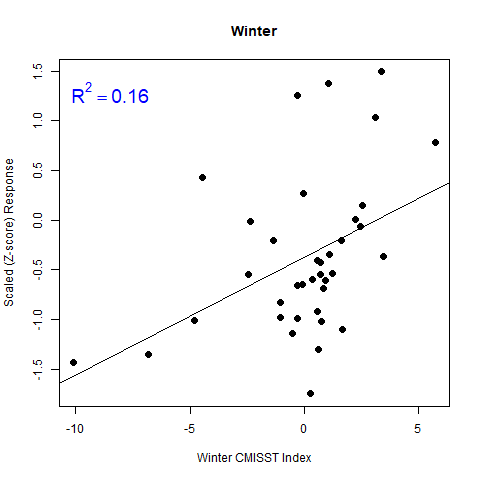 Winter
R² = 0.16
Scaled (Z-score) Response
1.5
1.0
0.5
0.0
-0.5
-1.0
-1.5
-10 -5 0 5
Winter CMISST Index